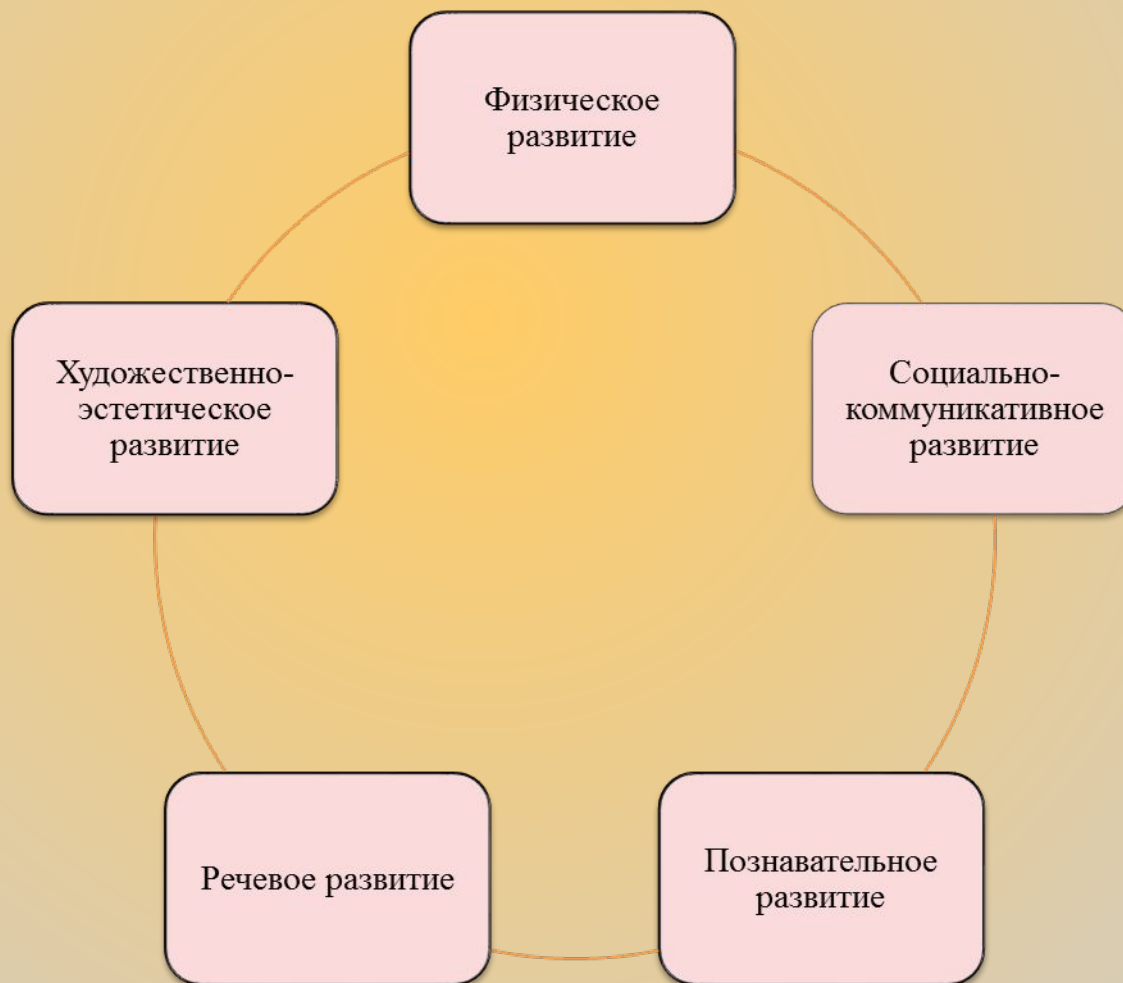 Физическое
развитие
Художественно-
эстетическое
развитие
Социально-
коммуникативное
развитие
Речевое развитие
Познавательное
развитие